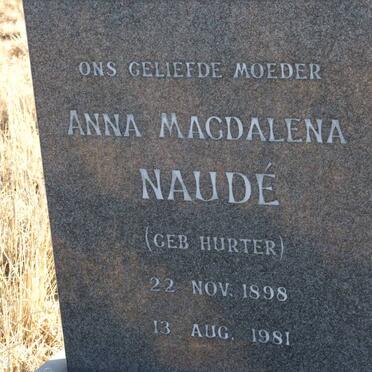 ONS GELIEFDE MOEDER
ANNA MAGDALENA
NAUDÉ
(GEB HURTER)
22 NOV. 1898
13 AUG. 1981